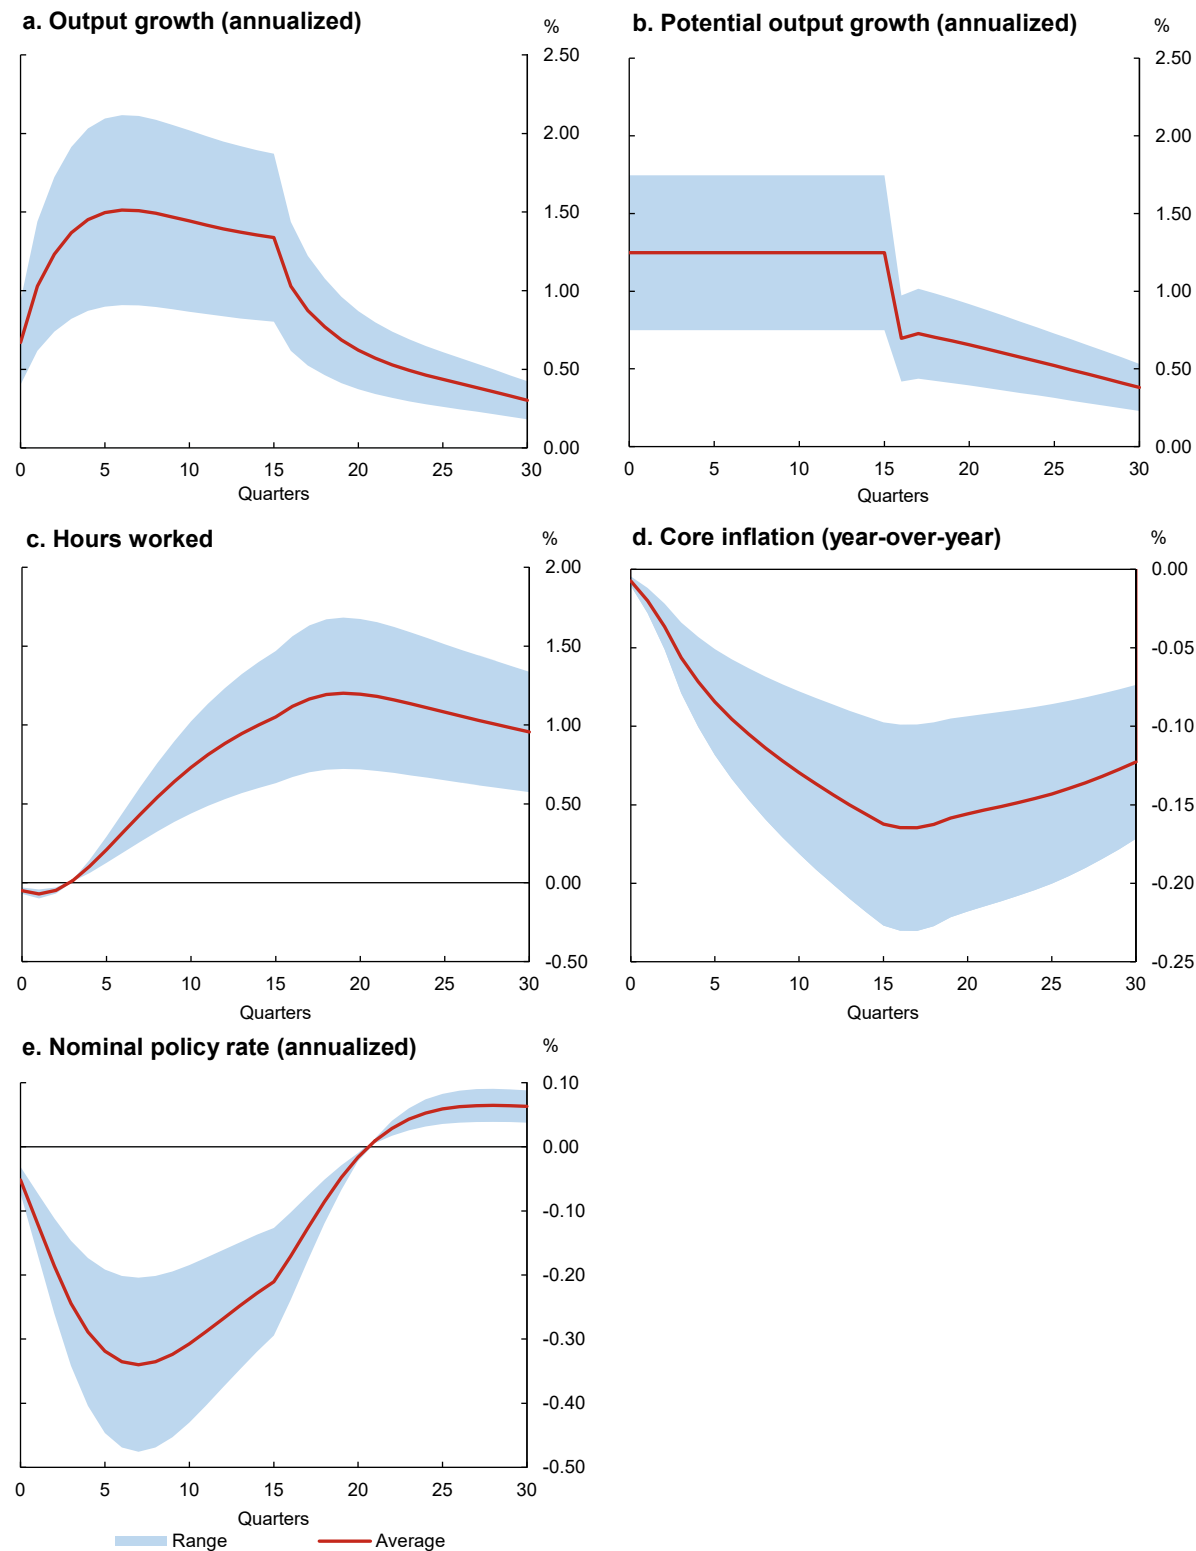 a. Output growth (annualized)
%
2.50
2.00
1.50
1.00
0.50
0.00
0 5 10 15 20 25 30
Quarters
b. Potential output growth (annualized)
%
2.50
2.00
1.50
1.00
0.50
0.00
0 5 10 15 20 25 30
Quarters
c. Hours worked
%
2.00
1.50
1.00
0.50
0.00
-0.50
0 5 10 15 20 25 30
Quarters
d. Core inflation (year-over-year)
%
0.00
-0.05
-0.10
-0.15
-0.20
-0.25
0 5 10 15 20 25 30
Quarters
e. Nominal policy rate (annualized)
%
0.10
0.00
-0.10
-0.20
-0.30
-0.40
-0.50
0 5 10 15 20 25 30
Quarters
Range Average